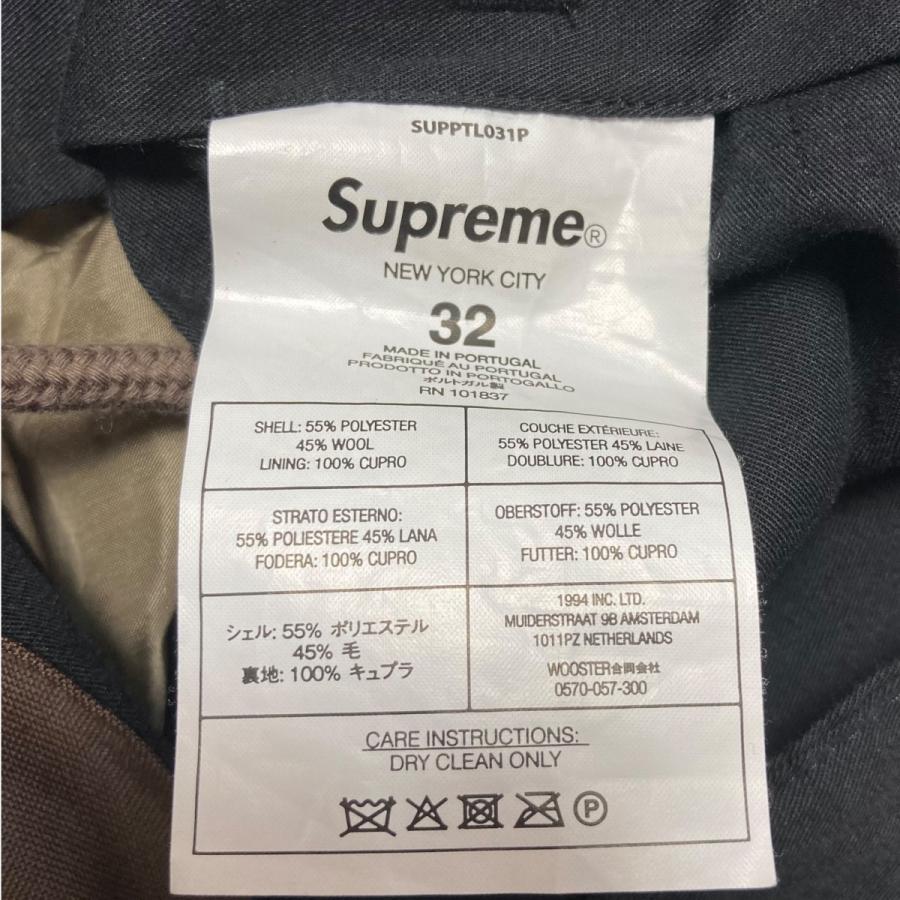 SUPPTL031P
Supreme®
NEW YORK CITY
32
MADE IN PORTUGAL
FABRIQUÉ AU PORTUGAL
PRODOTTO IN PORTOGALLO
ポルトガル製
RN 101837
SHELL: 55% POLYESTER
45% WOOL
LINING: 100% CUPRO
COUCHE EXTÉRIEURE:
55% POLYESTER 45% LAINE
DOUBLURE: 100% CUPRO
STRATO ESTERNO:
55% POLIESTERE 45% LANA
FODERA: 100% CUPRO
OBERSTOFF: 55% POLYESTER
45% WOLLE
FUTTER: 100% CUPRO
シェル: 55% ポリエステル
45% 毛
裏地: 100% キュプラ
1994 INC. LTD.
MUIDERSTRAAT 9B AMSTERDAM
1011PZ NETHERLANDS
WOOSTER合同会社
0570-057-300
CARE INSTRUCTIONS:
DRY CLEAN ONLY
P